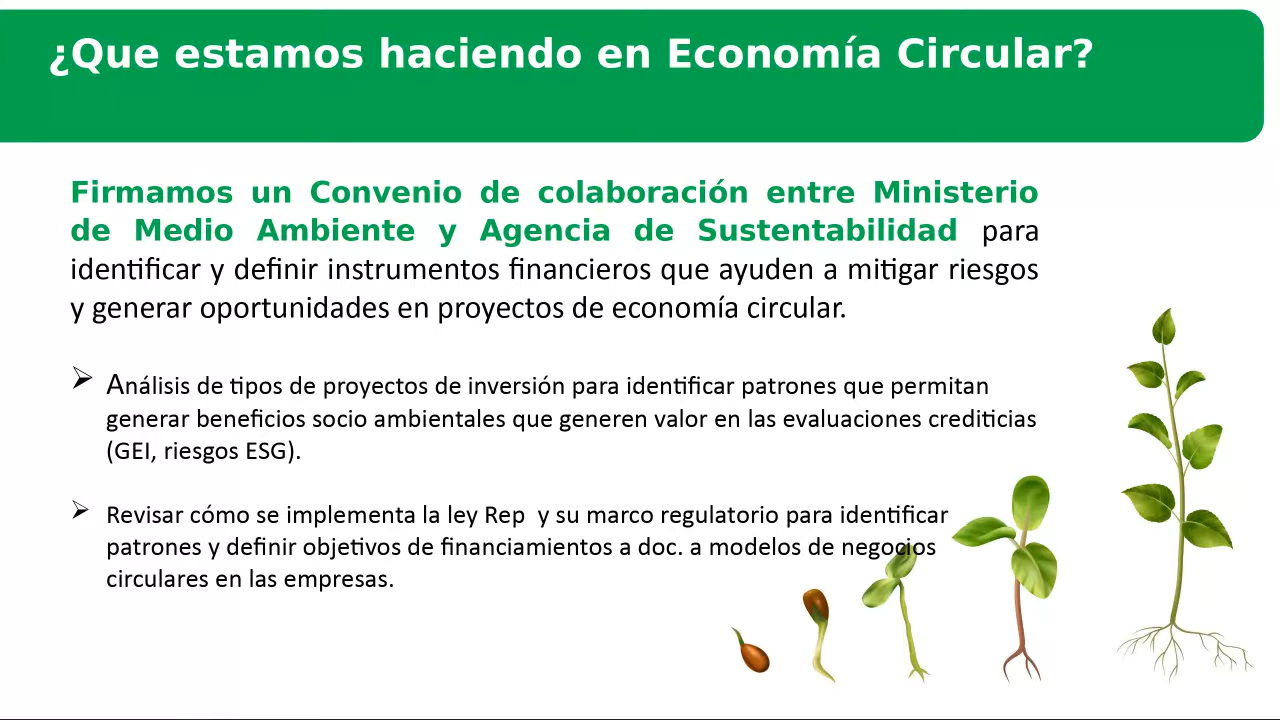 ¿Que estamos haciendo en Economía Circular?
Firmamos un Convenio de colaboración entre Ministerio
de Medio Ambiente y Agencia de Sustentabilidad para
identificar y definir instrumentos financieros que ayuden a mitigar riesgos
y generar oportunidades en proyectos de economía circular.
➢ Análisis de tipos de proyectos de inversión para identificar patrones que permitan
generar beneficios socio ambientales que generen valor en las evaluaciones crediticias
(GEI, riesgos ESG).
➢ Revisar cómo se implementa la ley Rep  y su marco regulatorio para identificar
patrones y definir objetivos de financiamientos a doc. a modelos de negocios
circulares en las empresas.